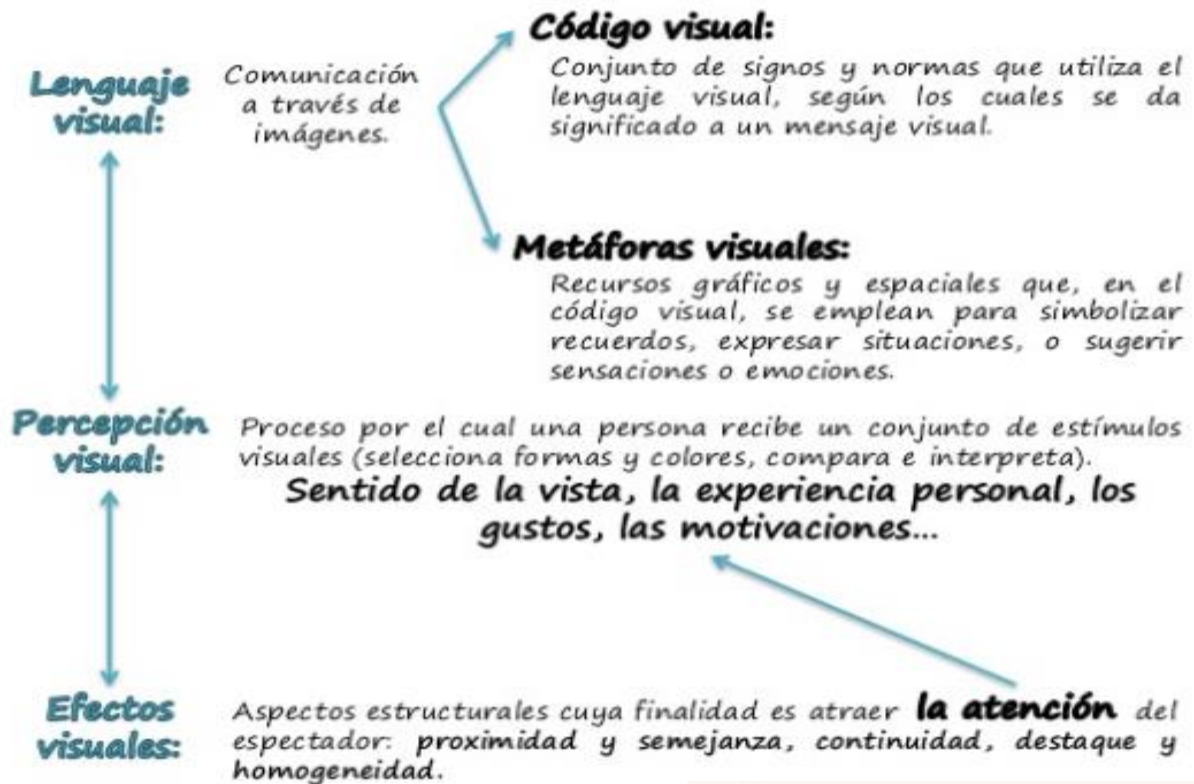 Lenguaje
visual:
Comunicación
a través de
imágenes.
Código visual:
Conjunto de signos y normas que utiliza el
lenguaje visual, según los cuales se da
significado a un mensaje visual.
Metáforas visuales:
Recursos gráficos y espaciales que, en el
código visual, se emplean para simbolizar
recuerdos, expresar situaciones, o sugerir
sensaciones o emociones.
Percepción
visual:
Proceso por el cual una persona recibe un conjunto de estímulos
visuales (selecciona formas y colores, compara e interpreta).
Sentido de la vista, la experiencia personal, los
gustos, las motivaciones...
Efectos
visuales:
Aspectos estructurales cuya finalidad es atraer la atención del
espectador: proximidad y semejanza, continuidad, destaque y
homogeneidad.